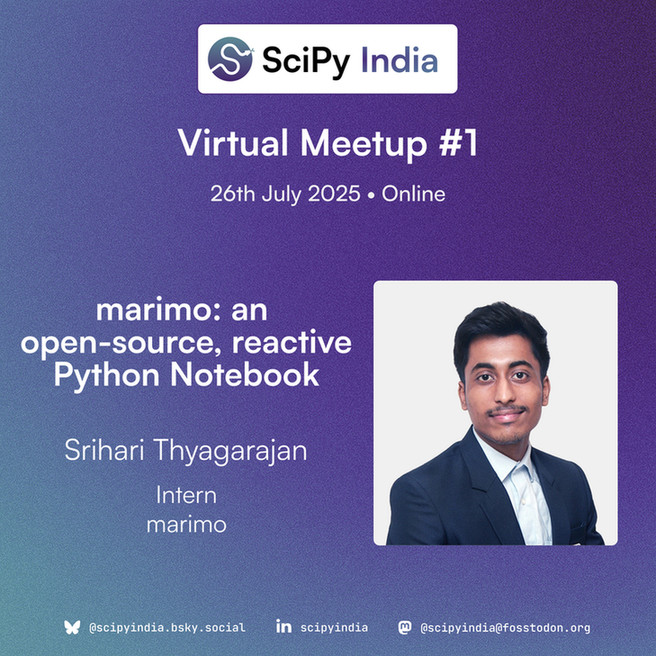 SciPy India
Virtual Meetup #1
26th July 2025 • Online
marimo: an
open-source, reactive
Python Notebook
Srihari Thyagarajan
Intern
marimo
@scipyindia.bsky.social
scipyindia
@scipyindia@fosstodon.org